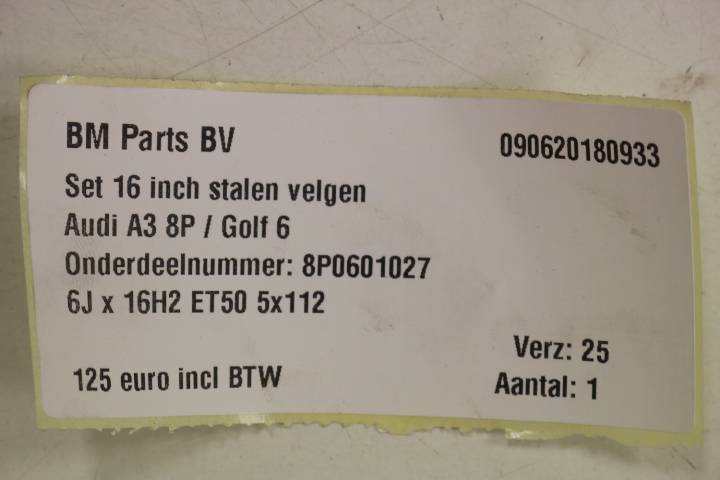 BM Parts BV
090620180933
Set 16 inch stalen velgen
Audi A3 8P / Golf 6
Onderdeelnummer: 8P0601027
6J x 16H2 ET50 5x112
Verz: 25
125 euro incl BTW
Aantal: 1